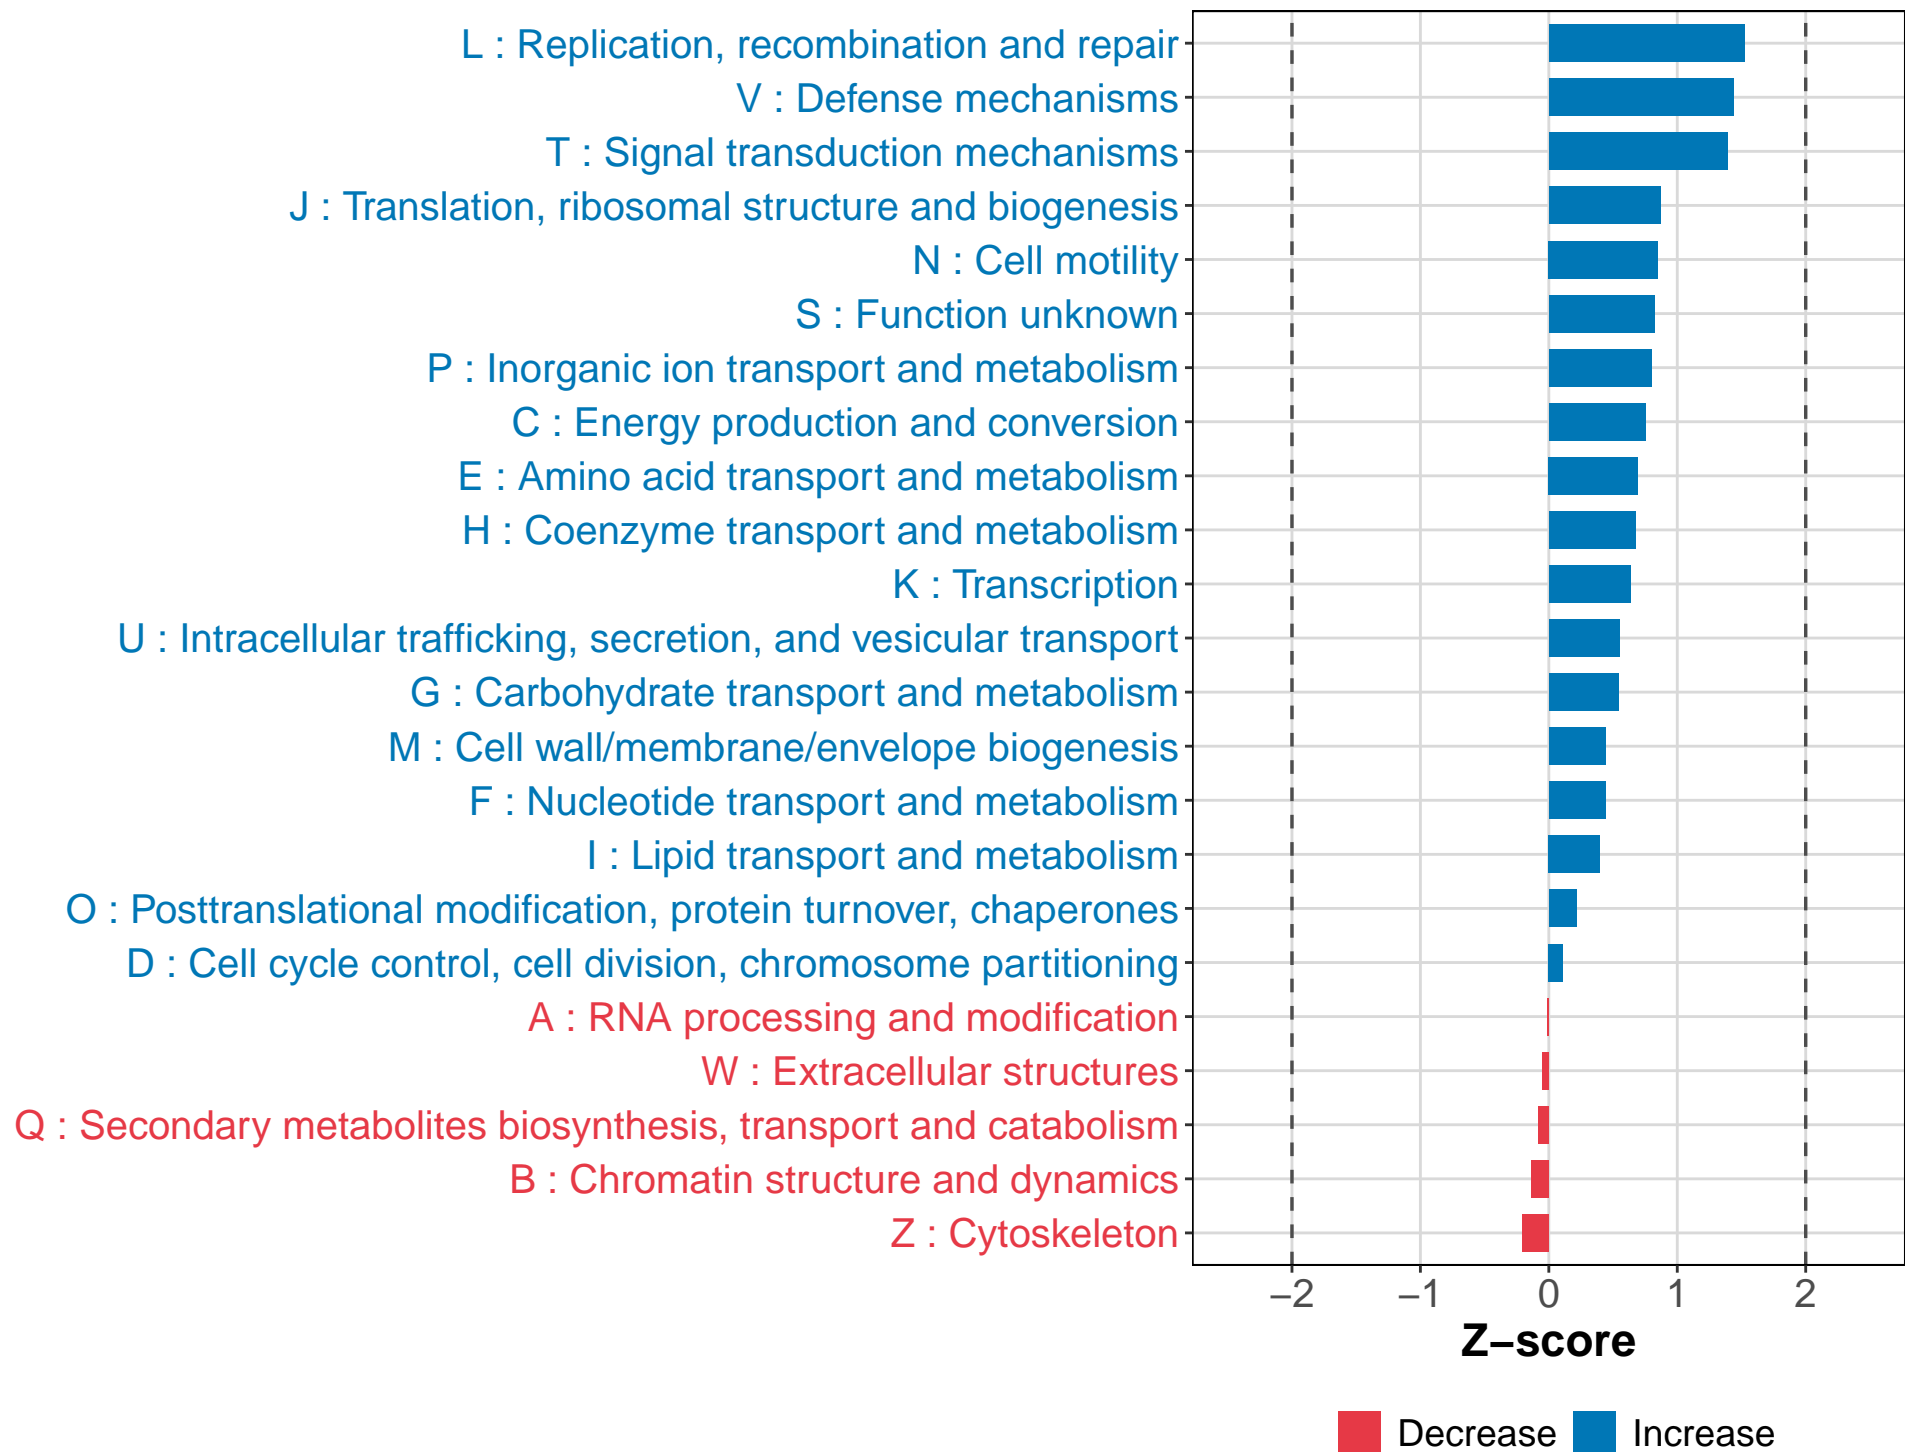 L : Replication, recombination and repair
V : Defense mechanisms
T : Signal transduction mechanisms
J : Translation, ribosomal structure and biogenesis
N : Cell motility
S : Function unknown
P : Inorganic ion transport and metabolism
C : Energy production and conversion
E : Amino acid transport and metabolism
H : Coenzyme transport and metabolism
K : Transcription
U : Intracellular trafficking, secretion, and vesicular transport
G : Carbohydrate transport and metabolism
M : Cell wall/membrane/envelope biogenesis
F : Nucleotide transport and metabolism
I : Lipid transport and metabolism
O : Posttranslational modification, protein turnover, chaperones
D : Cell cycle control, cell division, chromosome partitioning
A : RNA processing and modification
W : Extracellular structures
Q : Secondary metabolites biosynthesis, transport and catabolism
B : Chromatin structure and dynamics
Z : Cytoskeleton
−2 −1 0 1 2
Z−score
Decrease Increase